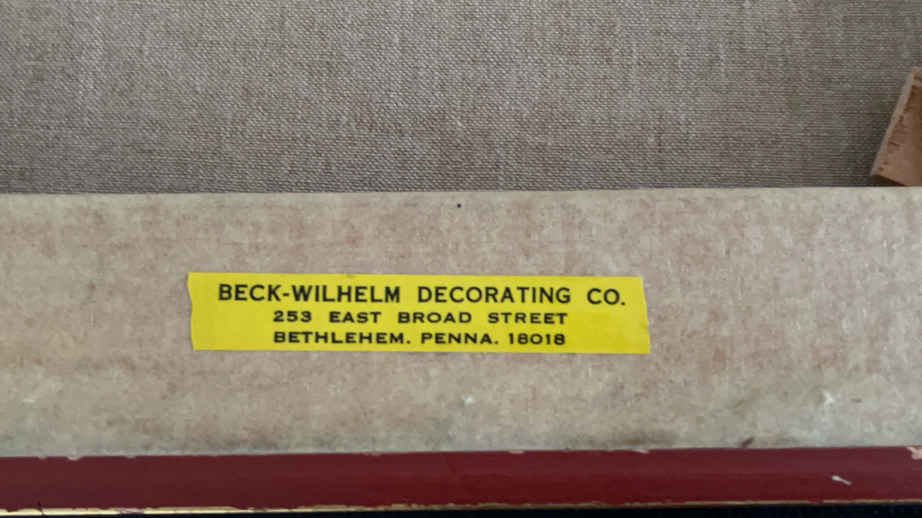 BECK-WILHELM DECORATING CO.
253 EAST BROAD STREET
BETHLEHEM. PENNA. 18018